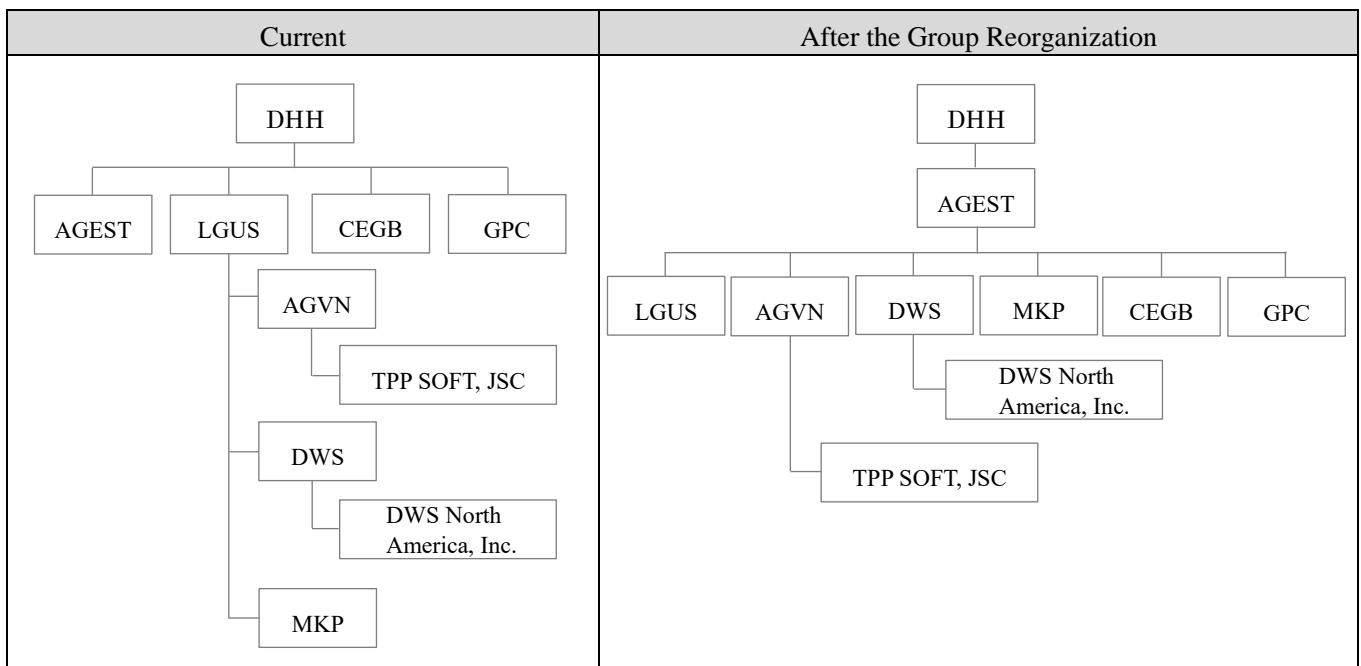 Current
After the Group Reorganization
DHH
AGEST
LGUS
CEGB
GPC
AGVN
TPP SOFT, JSC
DWS
DWS North
America, Inc.
MKP
DHH
AGEST
LGUS
AGVN
DWS
MKP
CEGB
GPC
DWS North
America, Inc.
TPP SOFT, JSC